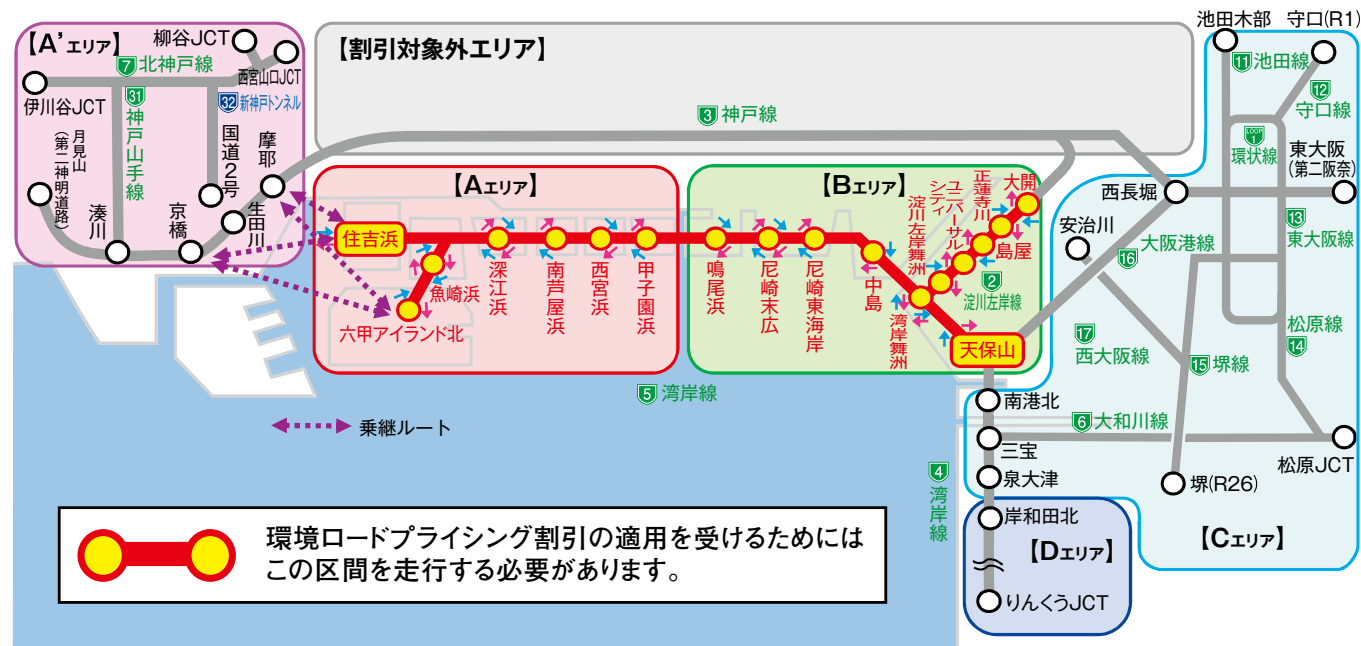 【A'エリア】
柳谷JCT
7 北神戸線
西宮山口JCT
伊川谷JCT
31 神戸山手線
32 新神戸トンネル
国道2号
摩耶
月見山
(第二神明道路)
湊川
京橋
生田川
【割引対象外エリア】
3 神戸線
【Aエリア】
住吉浜
魚崎浜
六甲アイランド北
深江浜
南芦屋浜
西宮浜
甲子園浜
【Bエリア】
鳴尾浜
尼崎末広
尼崎東海岸
中島
湾岸舞洲
淀川左岸舞洲
ユニバーサル
シティ
正蓮寺川
大開
島屋
2
淀川左岸線
天保山
5 湾岸線
乗継ルート
池田木部
守口(R1)
11 池田線
12
守口線
LOOP
1
環状線
東大阪
(第二阪奈)
西長堀
13
東大阪線
安治川
大阪港線
16
17
西大阪線
松原線
14
15 堺線
南港北
6 大和川線
三宝
松原JCT
泉大津
堺(R26)
4
湾岸線
【Cエリア】
岸和田北
【Dエリア】
りんくうJCT
環境ロードプライシング割引の適用を受けるためには
この区間を走行する必要があります。